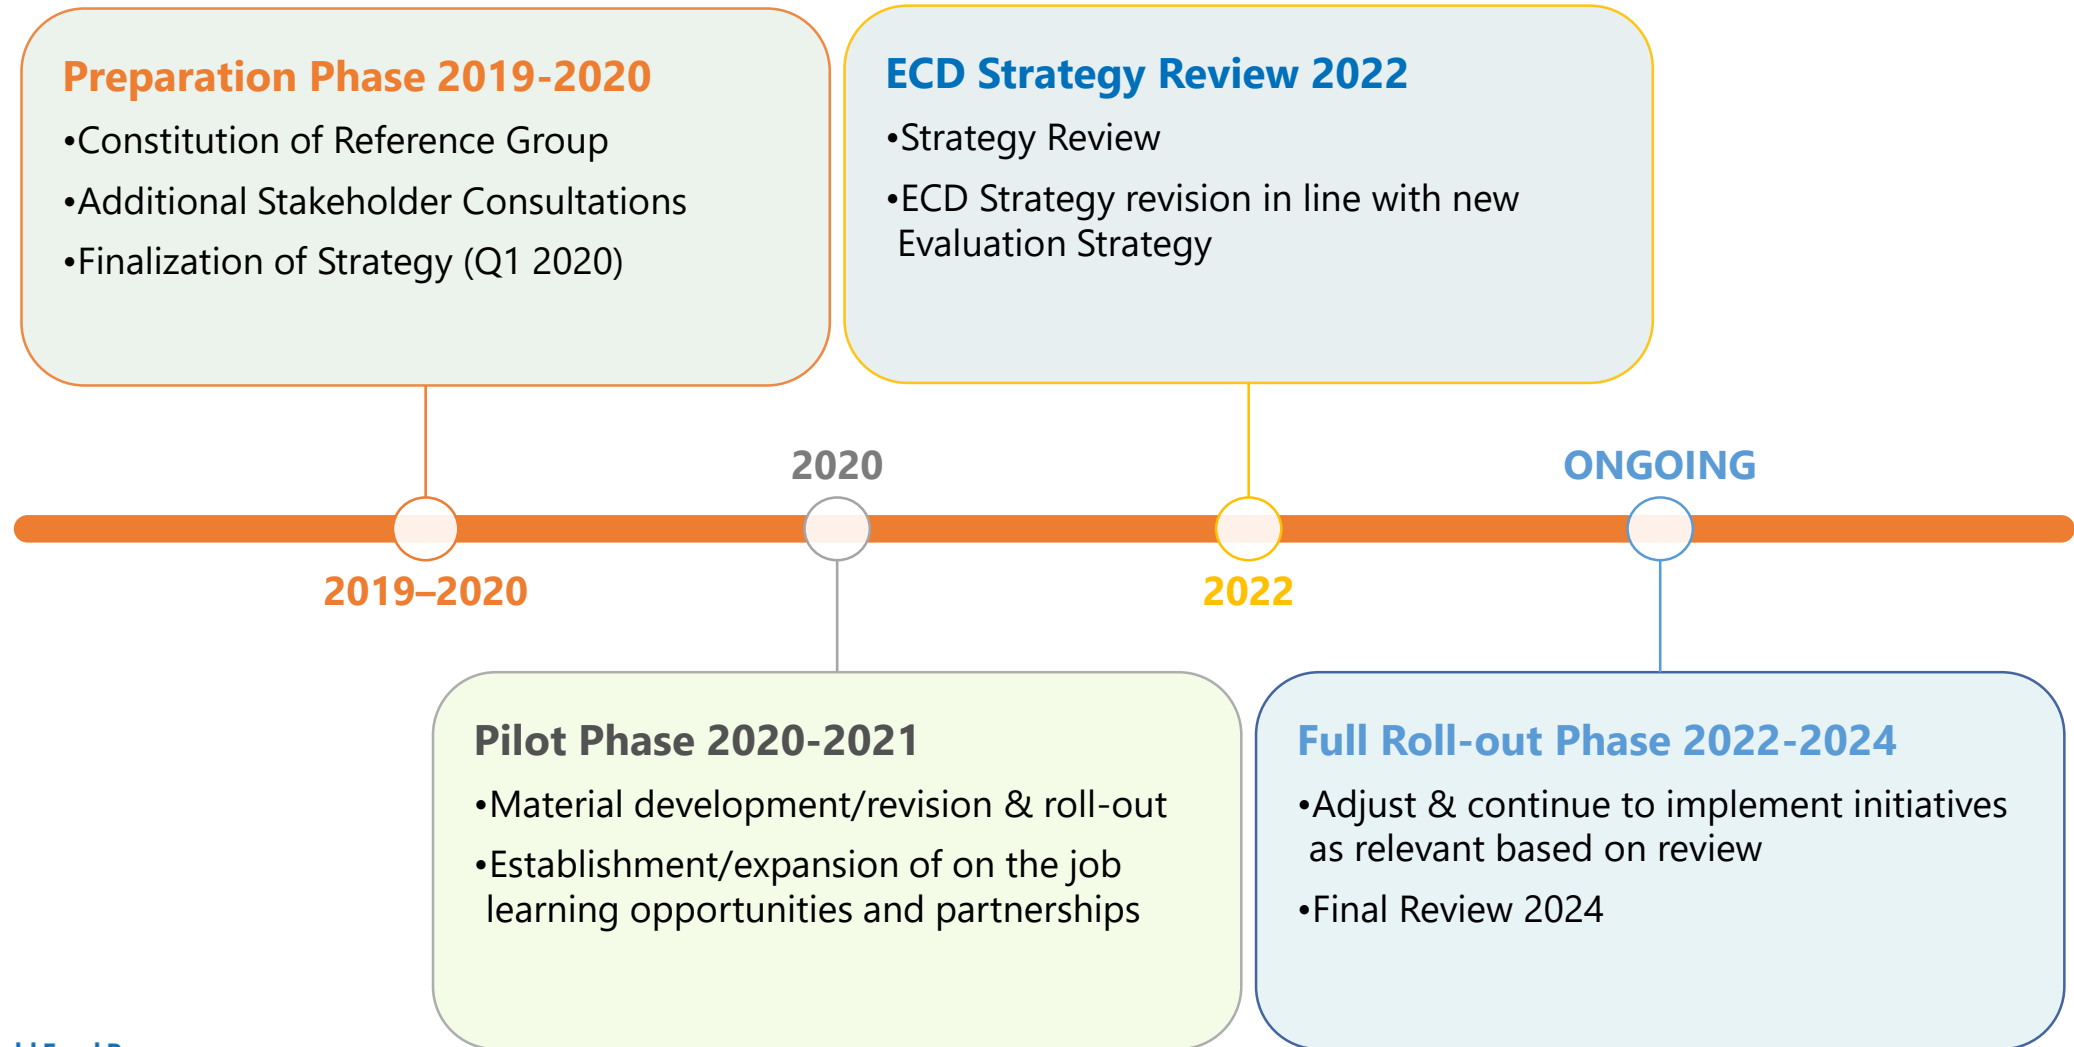 Preparation Phase 2019-2020
•Constitution of Reference Group
•Additional Stakeholder Consultations
•Finalization of Strategy (Q1 2020)
ECD Strategy Review 2022
•Strategy Review
•ECD Strategy revision in line with new
Evaluation Strategy
2020
ONGOING
2019–2020
2022
Pilot Phase 2020-2021
•Material development/revision & roll-out
•Establishment/expansion of on the job
learning opportunities and partnerships
Full Roll-out Phase 2022-2024
•Adjust & continue to implement initiatives
as relevant based on review
•Final Review 2024